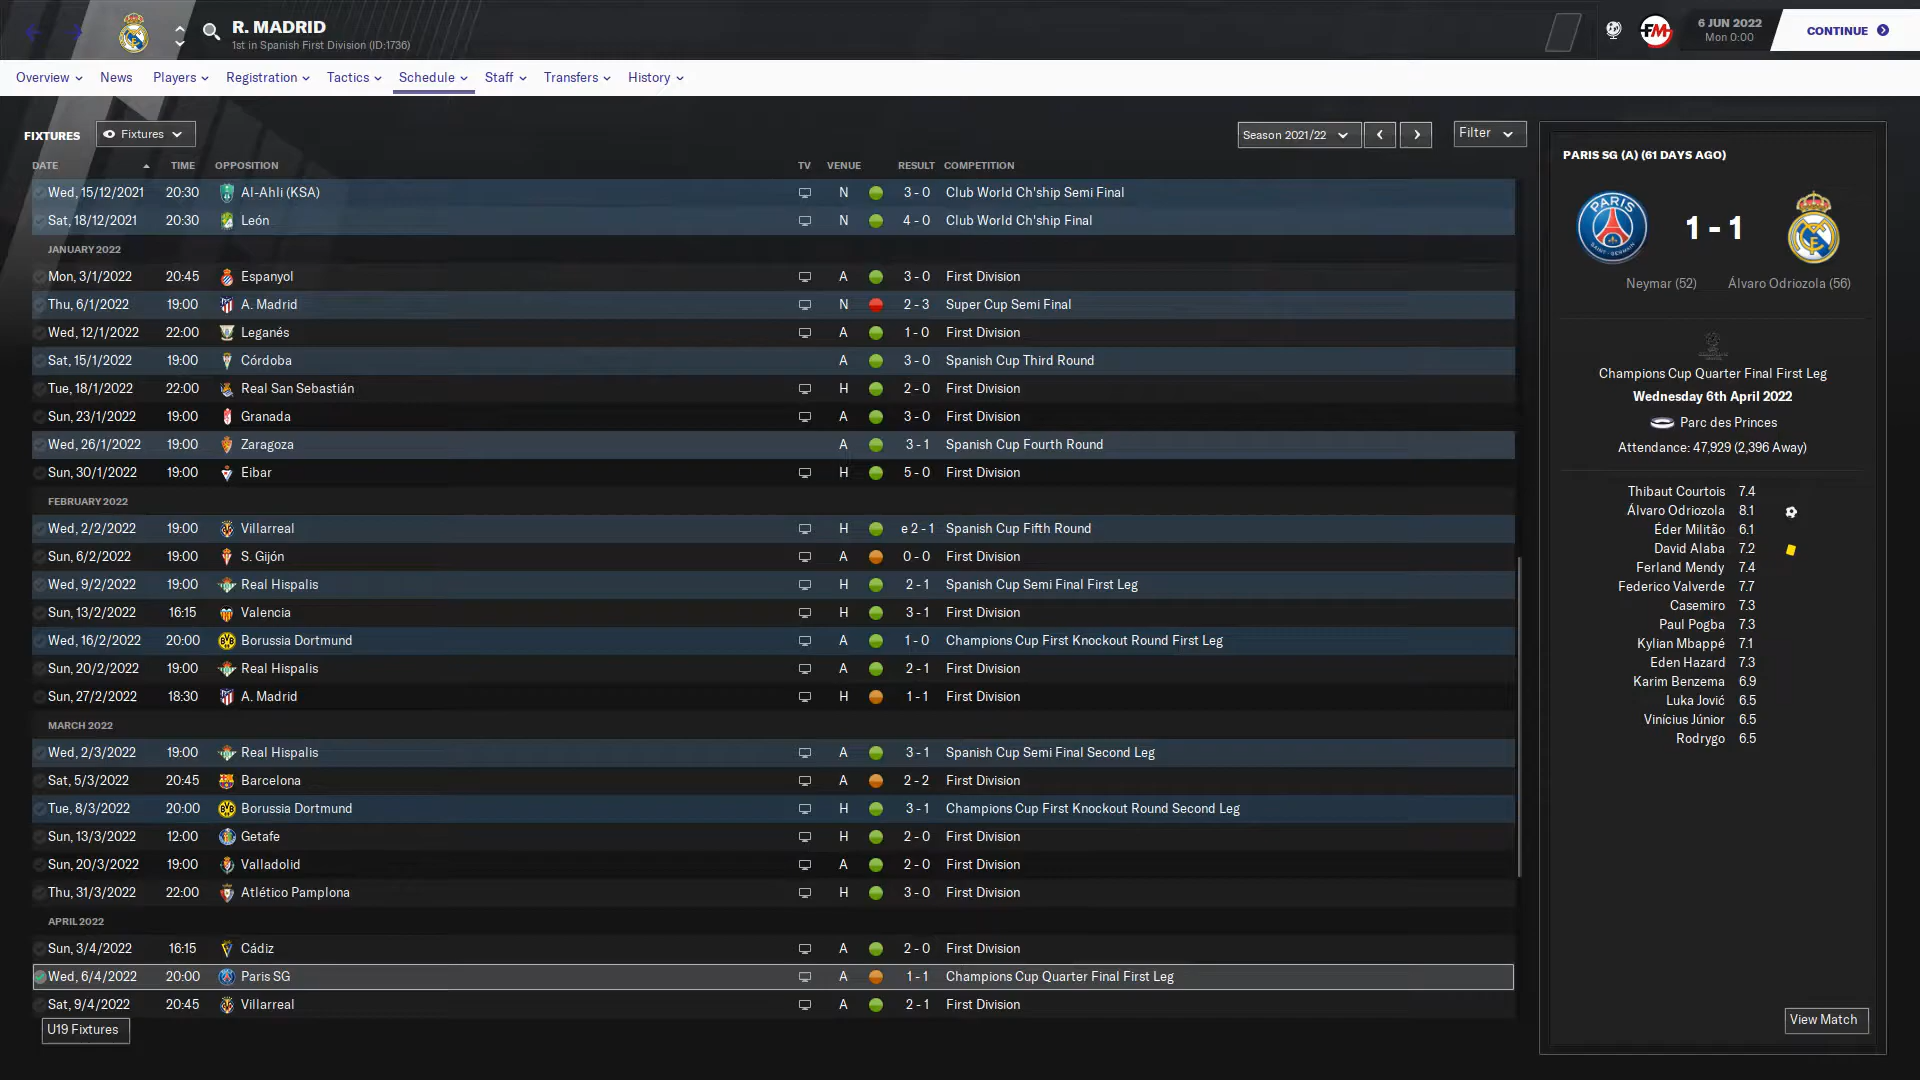 R. MADRID
1st in Spanish First Division (ID:1736)
FM
6 JUN 2022
Mon 0:00
CONTINUE
Overview News Players Registration Tactics Schedule Staff Transfers History
FIXTURES Fixtures Season 2021/22 Filter
DATE TIME OPPOSITION TV VENUE RESULT COMPETITION
Wed, 15/12/2021 20:30 Al-Ahli (KSA) N 3 - 0 Club World Ch'ship Semi Final
Sat, 18/12/2021 20:30 León N 4 - 0 Club World Ch'ship Final
JANUARY 2022
Mon, 3/1/2022 20:45 Espanyol A 3 - 0 First Division
Thu, 6/1/2022 19:00 A. Madrid N 2 - 3 Super Cup Semi Final
Wed, 12/1/2022 22:00 Leganés A 1 - 0 First Division
Sat, 15/1/2022 19:00 Córdoba A 3 - 0 Spanish Cup Third Round
Tue, 18/1/2022 22:00 Real San Sebastián H 2 - 0 First Division
Sun, 23/1/2022 19:00 Granada A 3 - 0 First Division
Wed, 26/1/2022 19:00 Zaragoza A 3 - 1 Spanish Cup Fourth Round
Sun, 30/1/2022 19:00 Eibar H 5 - 0 First Division
FEBRUARY 2022
Wed, 2/2/2022 19:00 Villarreal H e 2 - 1 Spanish Cup Fifth Round
Sun, 6/2/2022 19:00 S. Gijón A 0 - 0 First Division
Wed, 9/2/2022 19:00 Real Hispalis H 2 - 1 Spanish Cup Semi Final First Leg
Sun, 13/2/2022 16:15 Valencia H 3 - 1 First Division
Wed, 16/2/2022 20:00 Borussia Dortmund A 1 - 0 Champions Cup First Knockout Round First Leg
Sun, 20/2/2022 19:00 Real Hispalis A 2 - 1 First Division
Sun, 27/2/2022 18:30 A. Madrid H 1 - 1 First Division
MARCH 2022
Wed, 2/3/2022 19:00 Real Hispalis A 3 - 1 Spanish Cup Semi Final Second Leg
Sat, 5/3/2022 20:45 Barcelona A 2 - 2 First Division
Tue, 8/3/2022 20:00 Borussia Dortmund H 3 - 1 Champions Cup First Knockout Round Second Leg
Sun, 13/3/2022 12:00 Getafe H 2 - 0 First Division
Sun, 20/3/2022 19:00 Valladolid A 2 - 0 First Division
Thu, 31/3/2022 22:00 Atlético Pamplona H 3 - 0 First Division
APRIL 2022
Sun, 3/4/2022 16:15 Cádiz A 2 - 0 First Division
Wed, 6/4/2022 20:00 Paris SG A 1 - 1 Champions Cup Quarter Final First Leg
Sat, 9/4/2022 20:45 Villarreal A 2 - 1 First Division
U19 Fixtures
PARIS SG (A) (61 DAYS AGO)
PARIS
SAINT-GERMAIN
1 - 1
Neymar (52) Álvaro Odriozola (56)
Champions Cup Quarter Final First Leg
Wednesday 6th April 2022
Parc des Princes
Attendance: 47,929 (2,396 Away)
Thibaut Courtois 7.4
Álvaro Odriozola 8.1
Éder Militão 6.1
David Alaba 7.2
Ferland Mendy 7.4
Federico Valverde 7.7
Casemiro 7.3
Paul Pogba 7.3
Kylian Mbappé 7.1
Eden Hazard 7.3
Karim Benzema 6.9
Luka Jović 6.5
Vinícius Júnior 6.5
Rodrygo 6.5
View Match